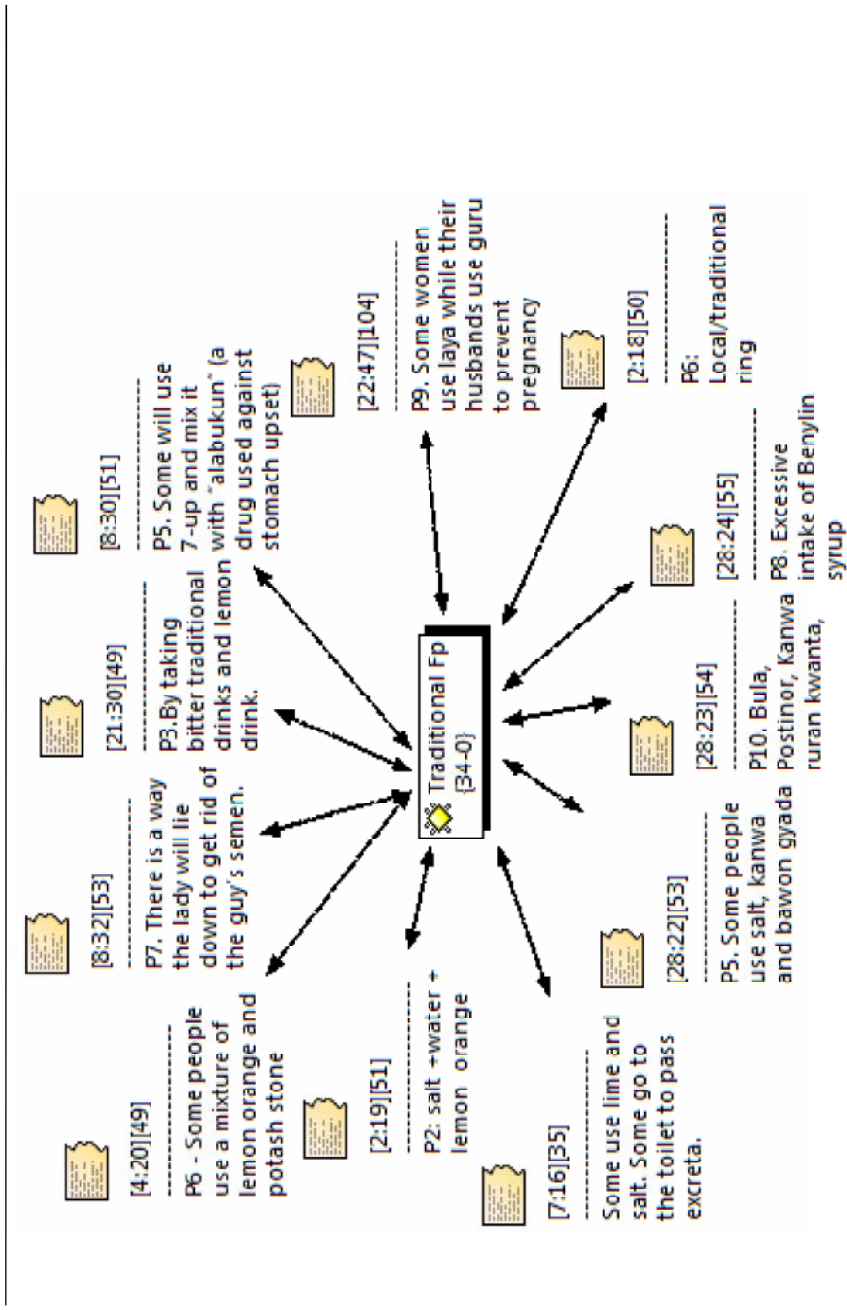 [4:20][49]
--------------------
P6 - Some people
use a mixture of
lemon orange and
potash stone
[8:32][53]
--------------------
P7. There is a way
the lady will lie
down to get rid of
the guy's semen.
[21:30][49]
--------------------
P3.By taking
bitter traditional
drinks and lemon
drink.
[8:30][51]
--------------------
P5. Some will use
7-up and mix it
with "alabukun" (a
drug used against
stomach upset)
[2:19][51]
--------------------
P2: salt +water +
lemon orange
Traditional Fp
{34-0}
[22:47][104]
--------------------
P9. Some women
use laya while their
husbands use guru
to prevent
pregnancy
[7:16][35]
--------------------
Some use lime and
salt. Some go to
the toilet to pass
excreta.
[28:22][53]
--------------------
P5. Some people
use salt, kanwa
and bawon gyada
[28:23][54]
--------------------
P10. Bula,
Postinor, Kanwa
ruran kwanta,
[28:24][55]
--------------------
P8. Excessive
intake of Benylin
syrup
[2:18][50]
--------------------
P6:
Local/traditional
ring